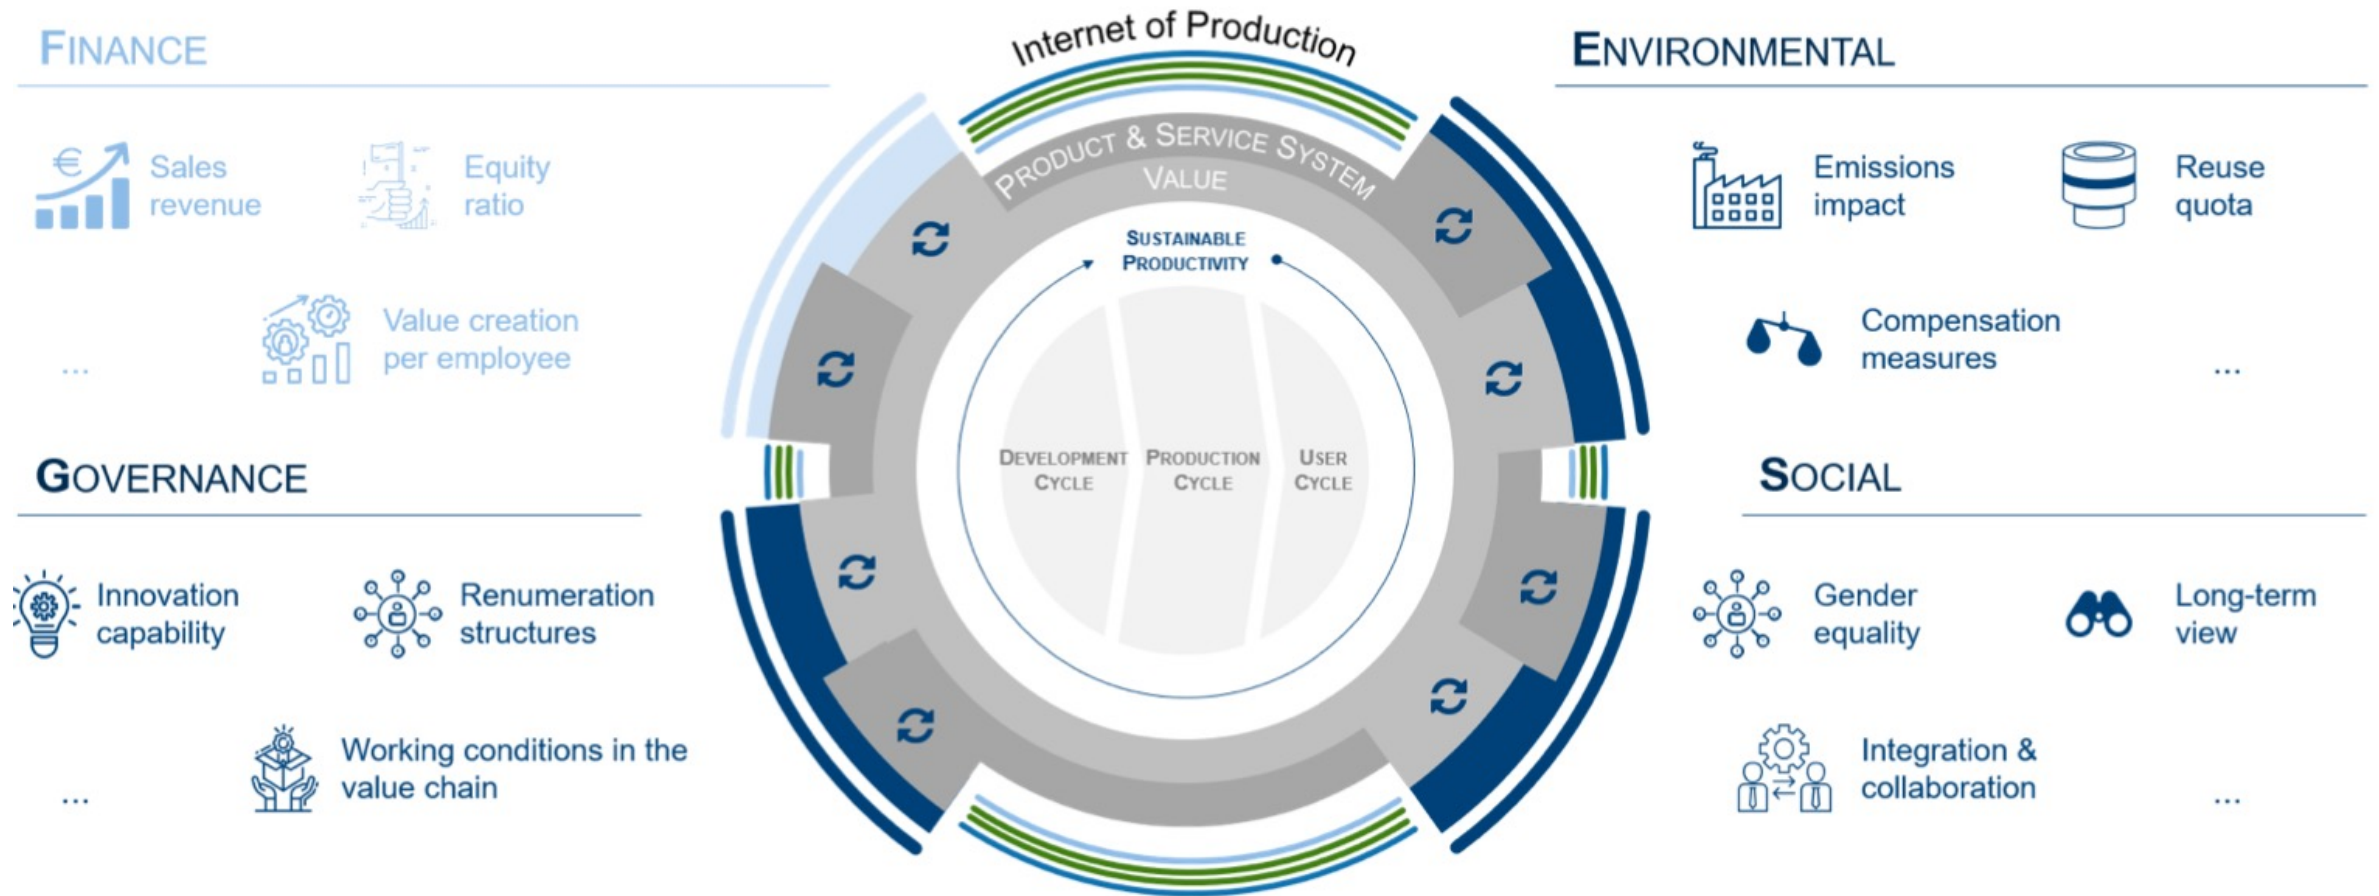 FINANCE
Sales
revenue
Equity
ratio
Value creation
per employee
...
GOVERNANCE
Innovation
capability
Renumeration
structures
Working conditions in the
value chain
...
Internet of Production
PRODUCT & SERVICE SYSTEM
VALUE
SUSTAINABLE
PRODUCTIVITY
DEVELOPMENT
CYCLE
PRODUCTION
CYCLE
USER
CYCLE
ENVIRONMENTAL
Emissions
impact
Reuse
quota
Compensation
measures
...
SOCIAL
Gender
equality
Long-term
view
Integration &
collaboration
...